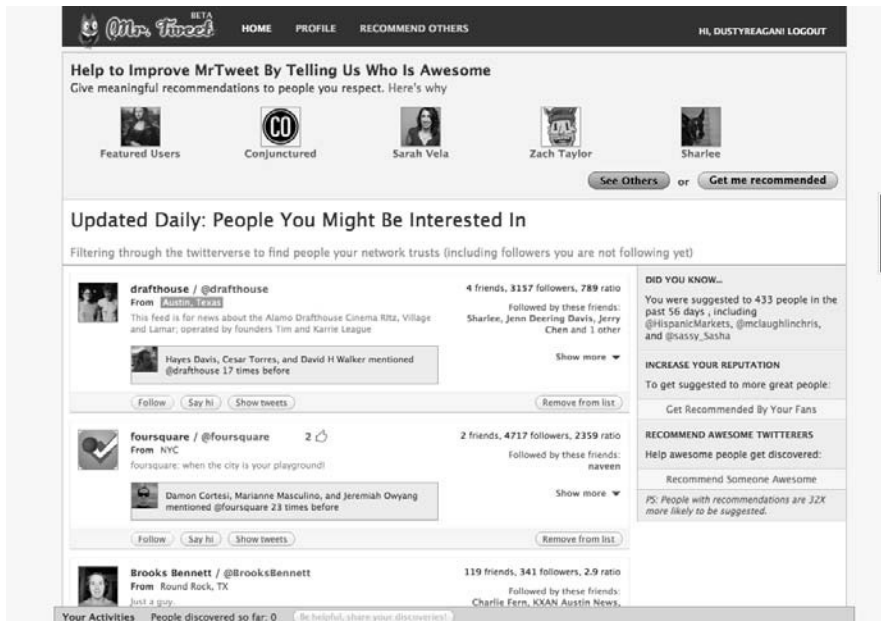 Mr. Tweet BETA HOME PROFILE RECOMMEND OTHERS HI, DUSTYREAGAN! LOGOUT
Help to Improve MrTweet By Telling Us Who Is Awesome
Give meaningful recommendations to people you respect. Here's why
CO
Featured Users Conjunctured Sarah Vela Zach Taylor Sharlee
See Others or Get me recommended
Updated Daily: People You Might Be Interested In
Filtering through the twitterverse to find people your network trusts (including followers you are not following yet)
drafthouse / @drafthouse
From Austin, Texas
This feed is for news about the Alamo Drafthouse Cinema Ritz, Village
and Lamar; operated by founders Tim and Karrie League
4 friends, 3157 followers, 789 ratio
Followed by these friends:
Sharlee, Jenn Deering Davis, Jerry
Chen and 1 other
Hayes Davis, Cesar Torres, and David H Walker mentioned
@drafthouse 17 times before
Show more
Follow Say hi Show tweets Remove from list
foursquare / @foursquare 2
From NYC
foursquare: when the city is your playground!
2 friends, 4717 followers, 2359 ratio
Followed by these friends:
naveen
Damon Cortesi, Marianne Masculino, and Jeremiah Owyang
mentioned @foursquare 23 times before
Show more
Follow Say hi Show tweets Remove from list
Brooks Bennett / @BrooksBennett
From Round Rock, TX
Just a guy.
119 friends, 341 followers, 2.9 ratio
Followed by these friends:
Charlie Fern, KXAN Austin News,
DID YOU KNOW...
You were suggested to 433 people in the
past 56 days , including
@HispanicMarkets, @mclaughlinchris,
and @sassy_Sasha
INCREASE YOUR REPUTATION
To get suggested to more great people:
Get Recommended By Your Fans
RECOMMEND AWESOME TWITTERERS
Help awesome people get discovered:
Recommend Someone Awesome
PS: People with recommendations are 32X
more likely to be suggested.
Your Activities People discovered so far: 0 Be helpful, share your discoveries!